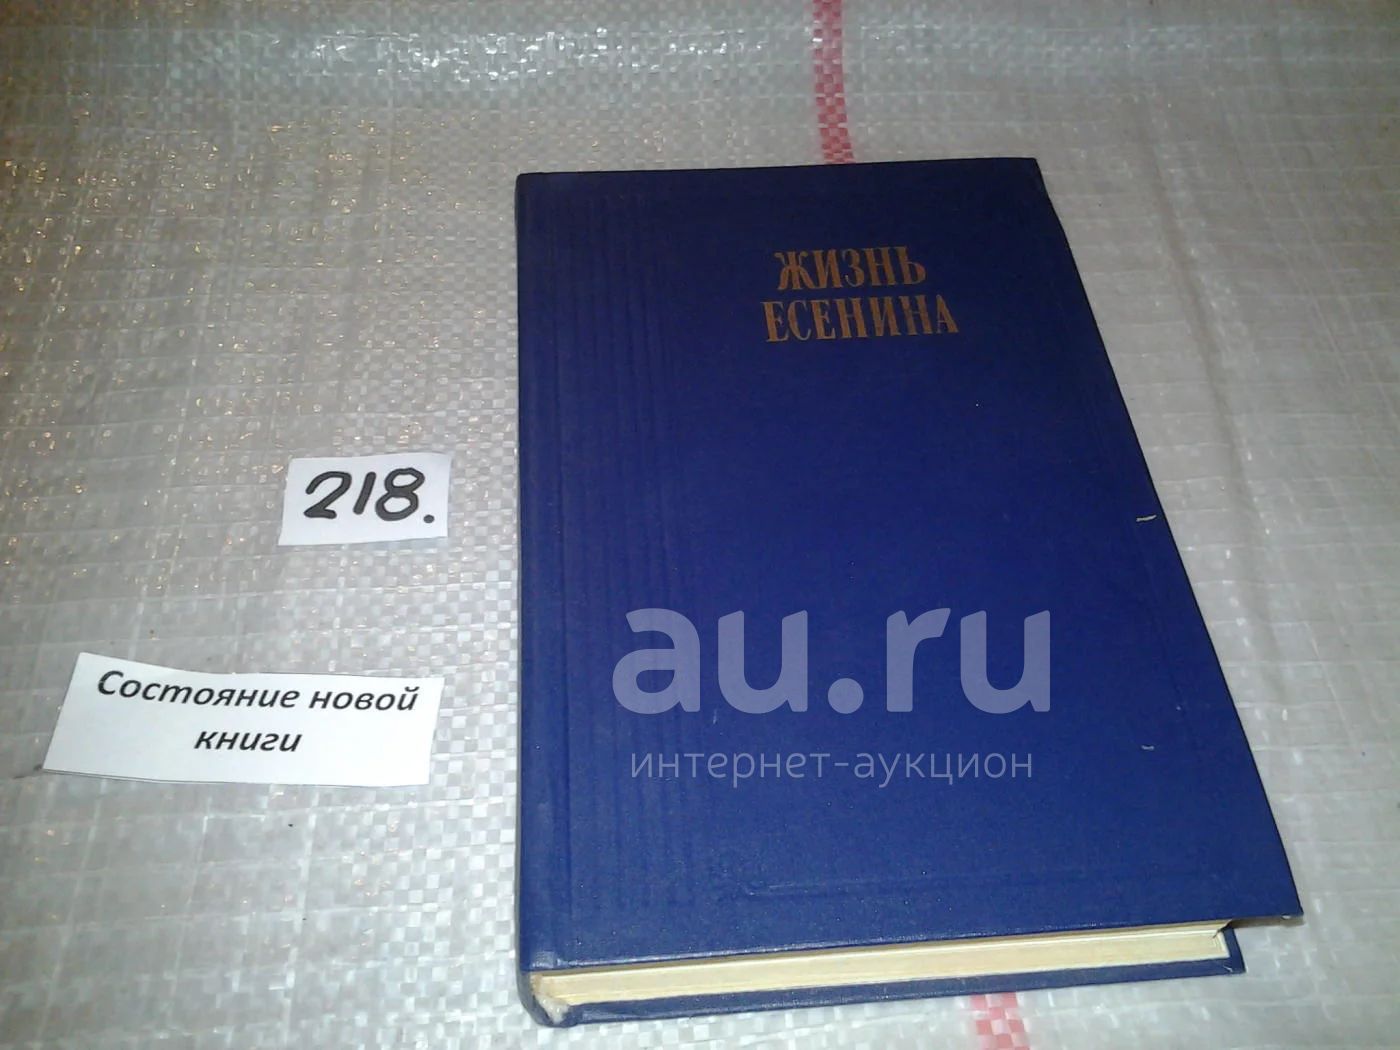 ЖИЗНЬ
ЕСЕНИНА
218.
Состояние новой
книги
au.ru
интернет-аукцион